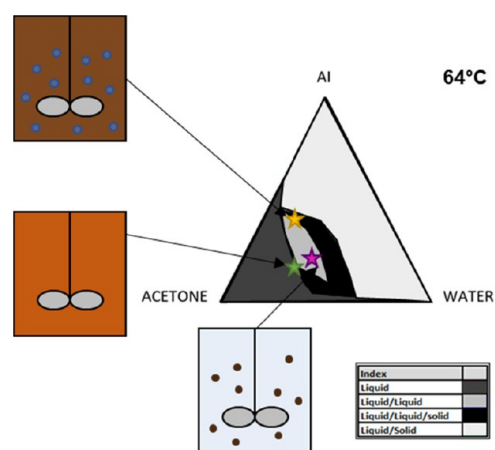 AI
64°C
ACETONE
WATER
Index
Liquid
Liquid/Liquid
Liquid/Liquid/solid
Liquid/Solid